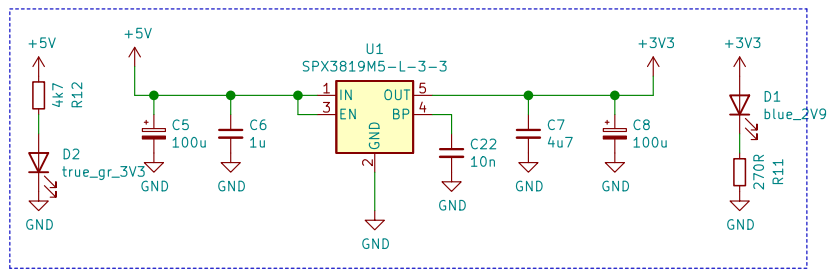 +5V
+5V
U1
SPX3819M5-L-3-3
+3V3
+3V3
4k7
R12
1
IN
OUT
5
3
EN
BP
4
GND
2
C5
100u
C6
1u
C22
10n
C7
4u7
C8
100u
D1
blue_2V9
D2
true_gr_3V3
270R
R11
GND
GND
GND
GND
GND
GND
GND
GND